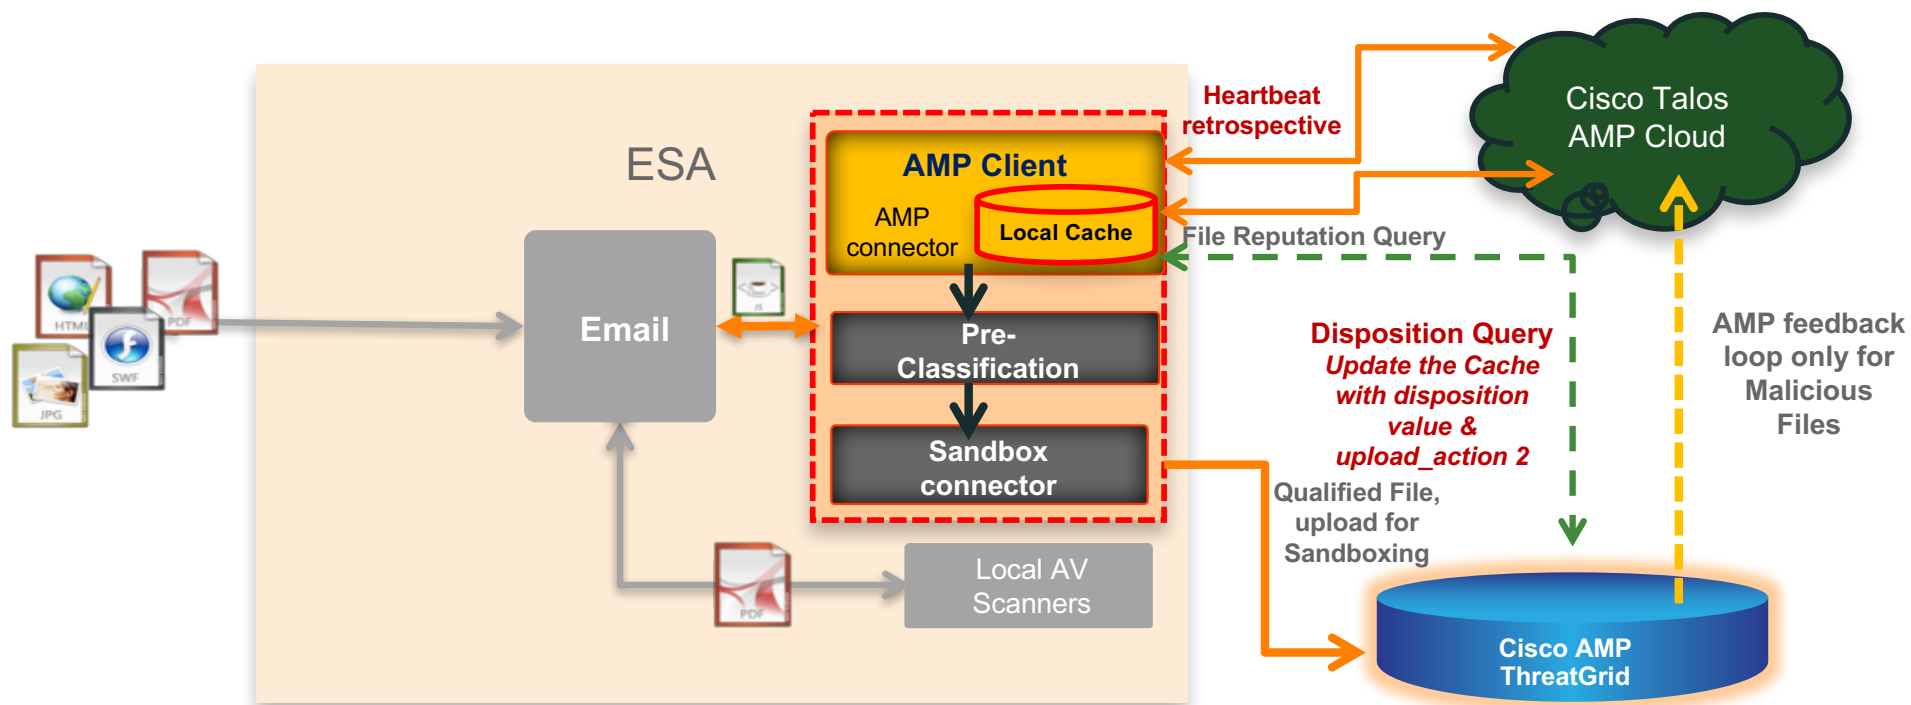 ESA
HTML
PDF
SWF
JPG
Email
JS
AMP Client
AMP
connector
Local Cache
Pre-
Classification
Sandbox
connector
PDF
Local AV
Scanners
Heartbeat
retrospective
Cisco Talos
AMP Cloud
File Reputation Query
Disposition Query
Update the Cache
with disposition
value &
upload_action 2
Qualified File,
upload for
Sandboxing
AMP feedback
loop only for
Malicious
Files
Cisco AMP
ThreatGrid